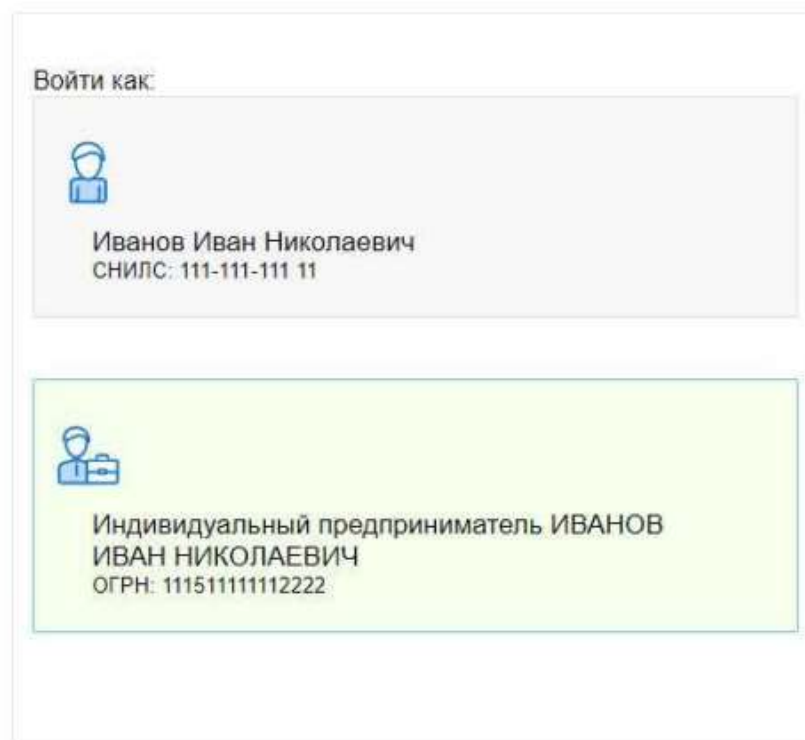 Войти как:
Иванов Иван Николаевич
СНИЛС: 111-111-111 11
Индивидуальный предприниматель ИВАНОВ
ИВАН НИКОЛАЕВИЧ
ОГРН: 111511111112222